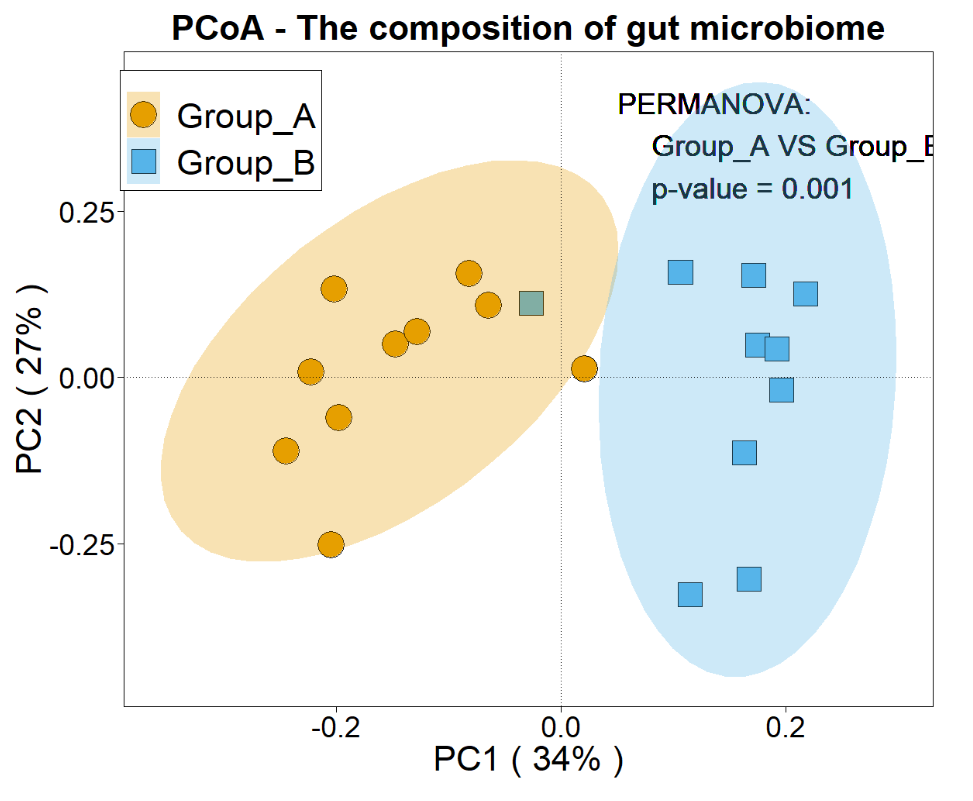 PCoA - The composition of gut microbiome
Group_A
Group_B
PERMANOVA:
Group_A VS Group_B
p-value = 0.001
0.25
0.00
-0.25
PC2 ( 27% )
-0.2
0.0
0.2
PC1 ( 34% )